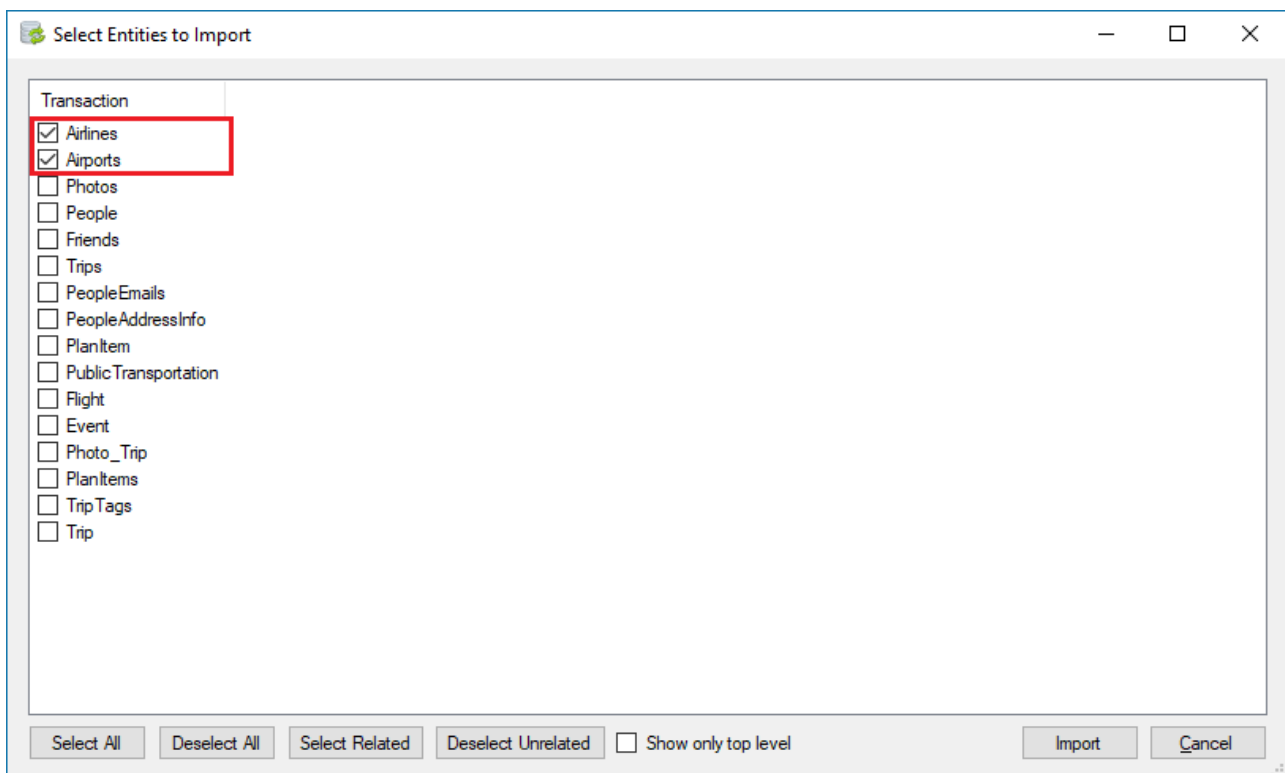 Select Entities to Import
Transaction
Airlines
Airports
Photos
People
Friends
Trips
PeopleEmails
PeopleAddressInfo
PlanItem
PublicTransportation
Flight
Event
Photo_Trip
PlanItems
TripTags
Trip
Select All Deselect All Select Related Deselect Unrelated Show only top level Import Cancel